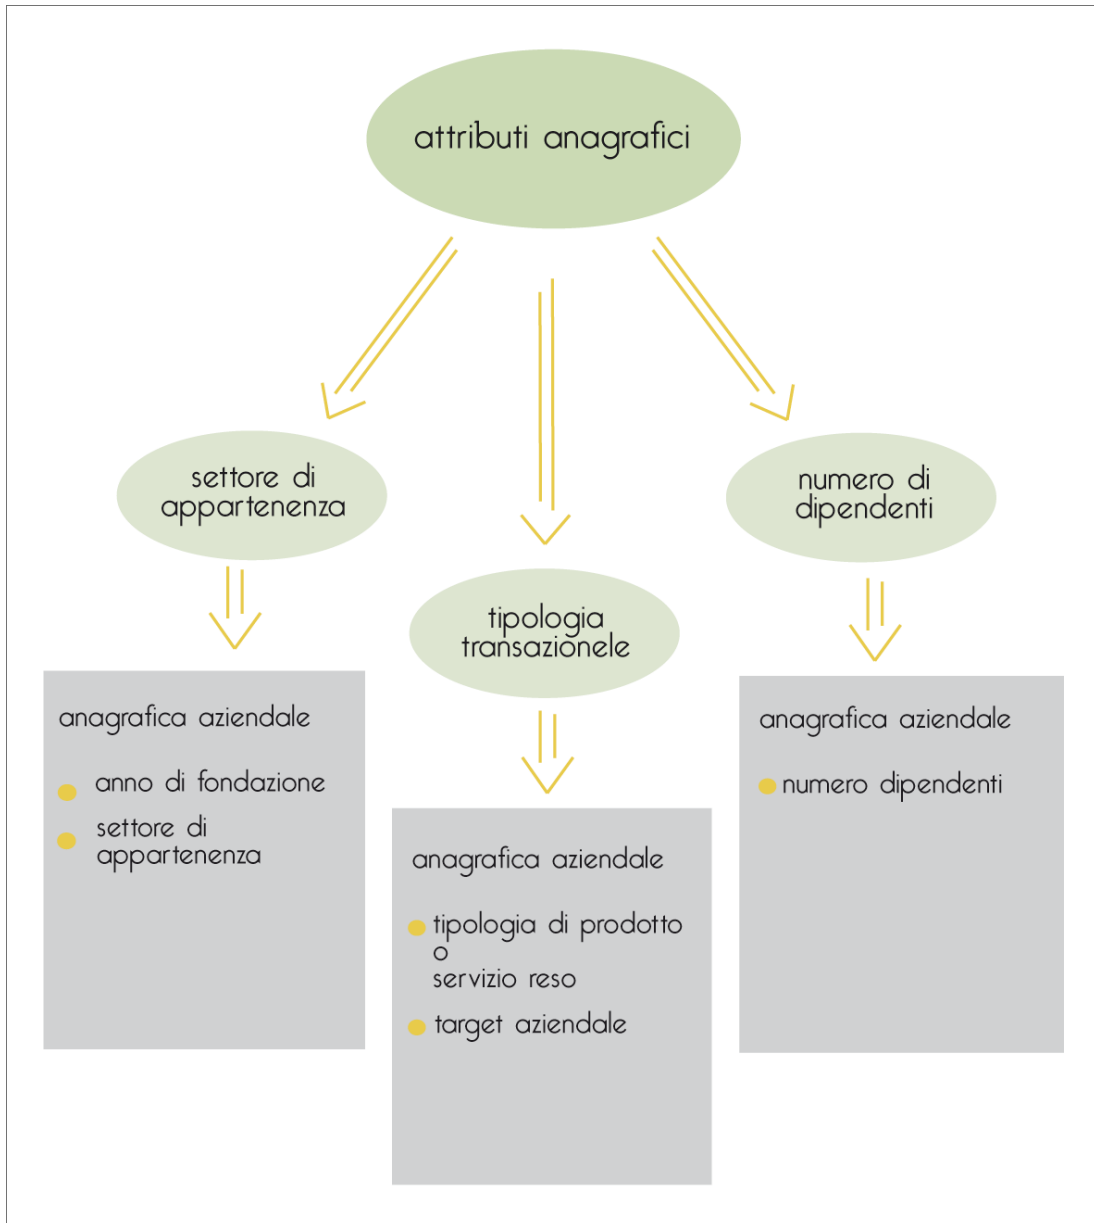 attributi anagrafici
settore di
appartenenza
numero di
dipendenti
tipologia
transazionele
anagrafica aziendale
anno di fondazione
settore di
appartenenza
anagrafica aziendale
tipologia di prodotto
o
servizio reso
target aziendale
anagrafica aziendale
numero dipendenti